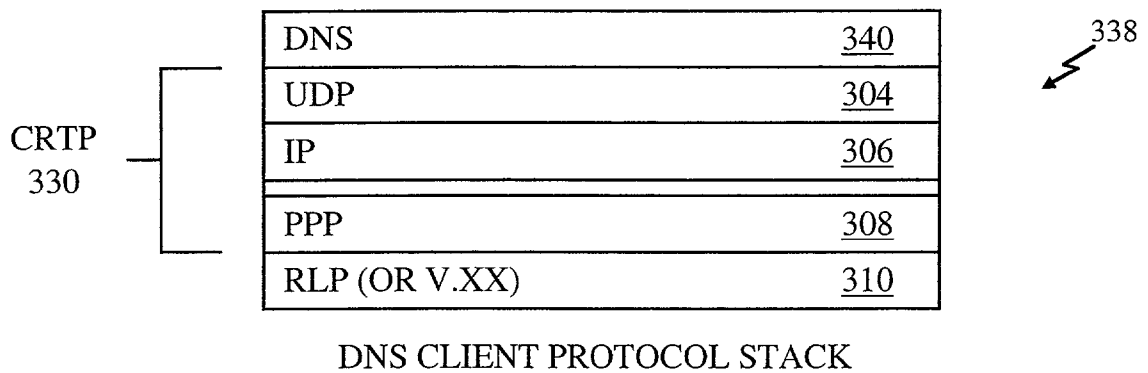 DNS 340
338
UDP 304
CRTP
330
IP 306
PPP 308
RLP (OR V.XX) 310
DNS CLIENT PROTOCOL STACK